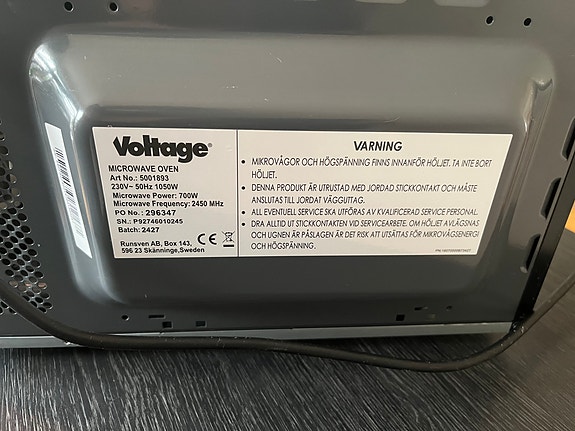 Voltage®
MICROWAVE OVEN
Art No.: 5001893
230V~ 50Hz 1050W
Microwave Power: 700W
Microwave Frequency: 2450 MHz
PO No.: 296347
SN.: P92746010245
Batch: 2427
Runsven AB, Box 143,
596 23 Skänninge,Sweden
CE
VARNING
• MIKROVÅGOR OCH HÖGSPÄNNING FINNS INNANFÖR HÖLJET. TA INTE BORT
HÖLJET.
• DENNA PRODUKT ÄR UTRUSTAD MED JORDAD STICKKONTAKT OCH MÅSTE
ANSLUTAS TILL JORDAT VÄGGUTTAG.
• ALL EVENTUELL SERVICE SKA UTFÖRAS AV KVALIFICERAD SERVICE PERSONAL.
• DRA ALLTID UT STICKKONTAKTEN VID SERVICEARBETE. OM HÖLJET AVLÄGSNAS
OCH UGNEN ÄR PÅSLAGEN ÄR DET RISK ATT UTSÄTTAS FÖR MIKROVÅGSENERGI
OCH HÖGSPÄNNING.